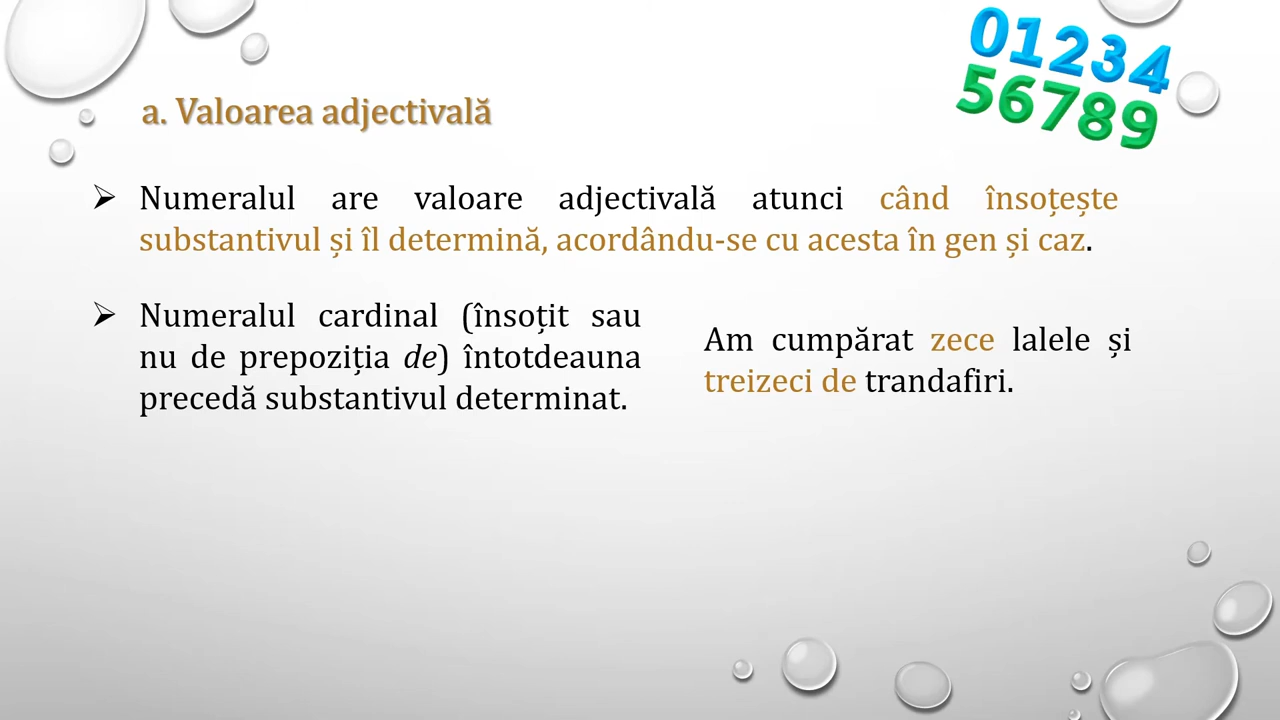 01234
56789
a. Valoarea adjectivală
➢ Numeralul are valoare adjectivală atunci când însoțește
substantivul și îl determină, acordându-se cu acesta în gen și caz.
➢ Numeralul cardinal (însoțit sau
nu de prepoziția de) întotdeauna
precedă substantivul determinat.
Am cumpărat zece lalele și
treizeci de trandafiri.